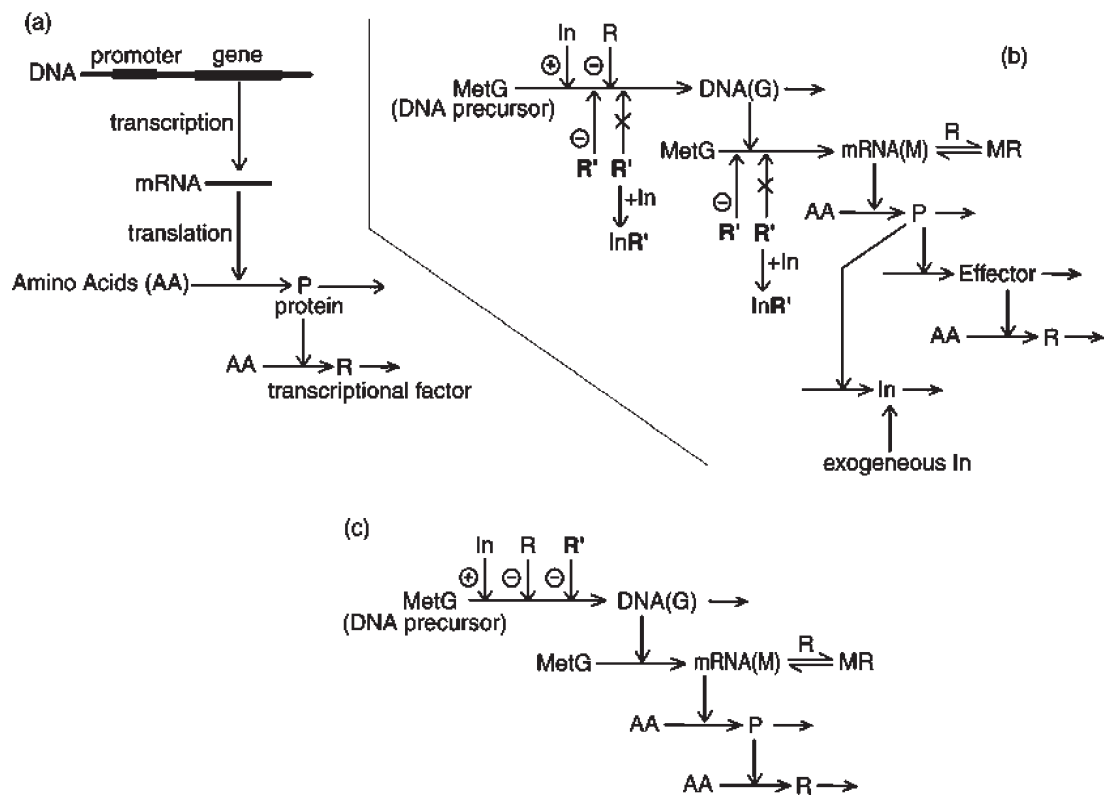 (a)
promoter gene
DNA
transcription
mRNA
translation
Amino Acids (AA) P
protein
AA R
transcriptional factor
(b)
In R
⊕ ⊖
MetG DNA(G)
(DNA precursor)
⊖
R' R'
+In
InR'
MetG mRNA(M) R MR
⊖
R' R'
+In
InR'
AA P
Effector
AA R
In
exogeneous In
(c)
In R R'
⊕ ⊖ ⊖
MetG DNA(G)
(DNA precursor)
MetG mRNA(M) R MR
AA P
AA R